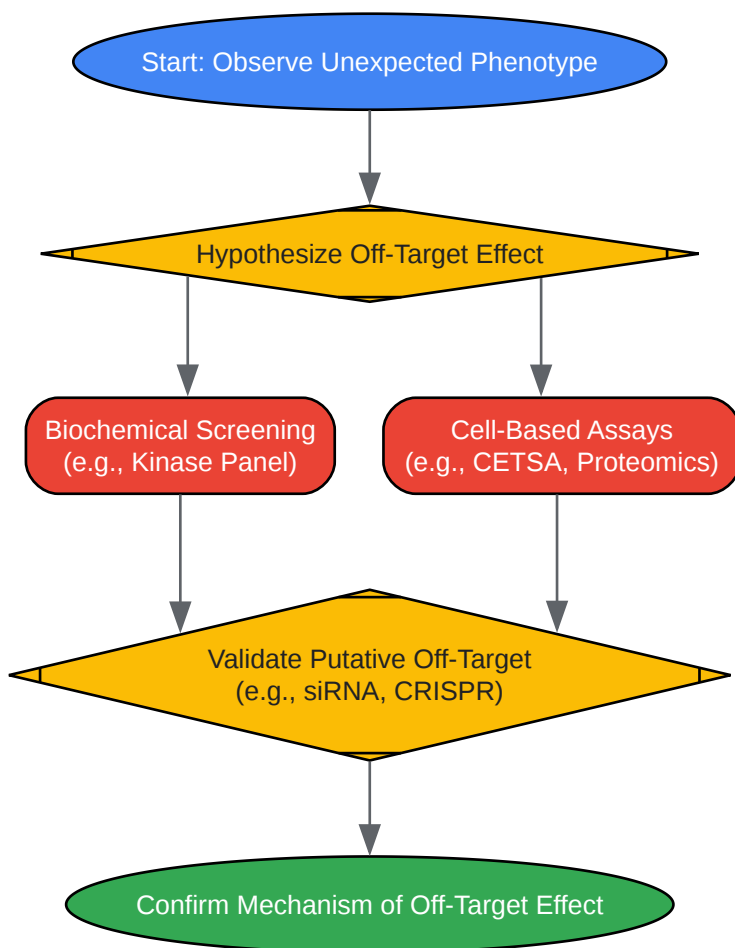 Start: Observe Unexpected Phenotype
Hypothesize Off-Target Effect
Biochemical Screening
(e.g., Kinase Panel)
Cell-Based Assays
(e.g., CETSA, Proteomics)
Validate Putative Off-Target
(e.g., siRNA, CRISPR)
Confirm Mechanism of Off-Target Effect